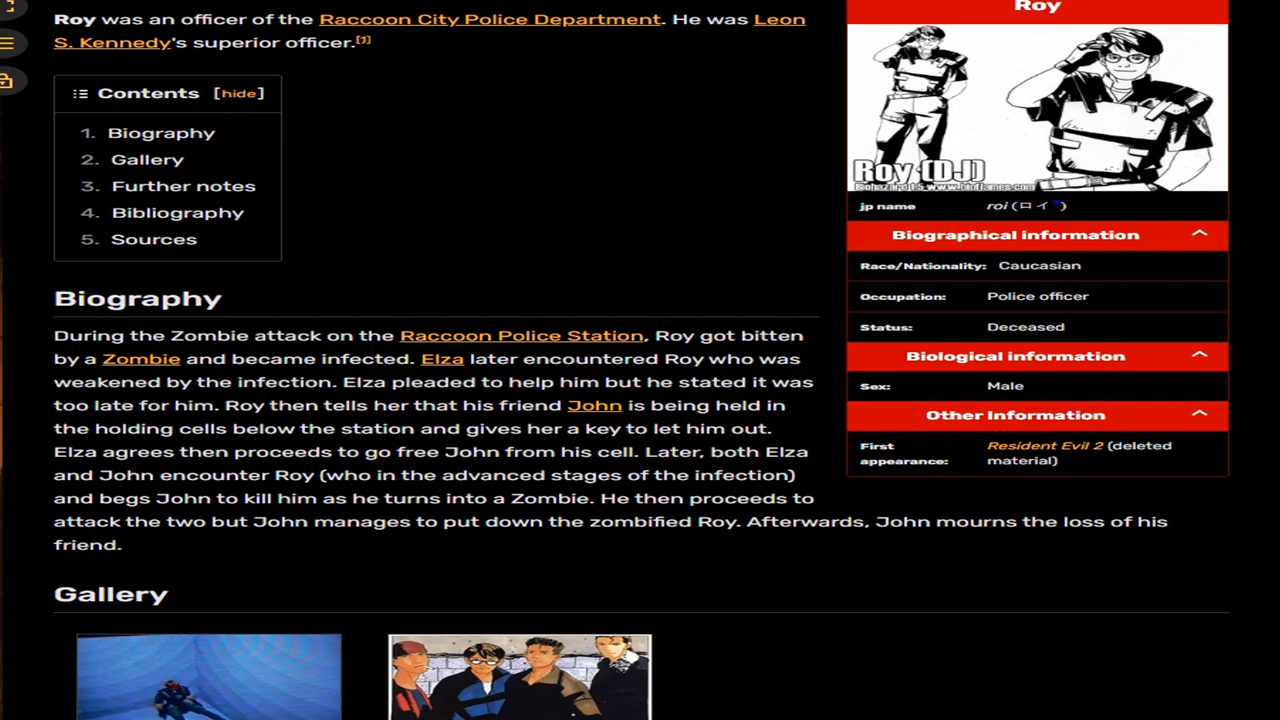 Roy was an officer of the Raccoon City Police Department. He was Leon
S. Kennedy's superior officer.[1]
Contents [hide]
1. Biography
2. Gallery
3. Further notes
4. Bibliography
5. Sources
Biography
During the Zombie attack on the Raccoon Police Station, Roy got bitten
by a Zombie and became infected. Elza later encountered Roy who was
weakened by the infection. Elza pleaded to help him but he stated it was
too late for him. Roy then tells her that his friend John is being held in
the holding cells below the station and gives her a key to let him out.
Elza agrees then proceeds to go free John from his cell. Later, both Elza
and John encounter Roy (who in the advanced stages of the infection)
and begs John to kill him as he turns into a Zombie. He then proceeds to
attack the two but John manages to put down the zombified Roy. Afterwards, John mourns the loss of his
friend.
Gallery
Roy
Roy (DJ)
Biohazard 1.5 - www.bioflames.com
jp name roi (ロイ?)
Biographical information
Race/Nationality: Caucasian
Occupation: Police officer
Status: Deceased
Biological information
Sex: Male
Other Information
First appearance: Resident Evil 2 (deleted
material)